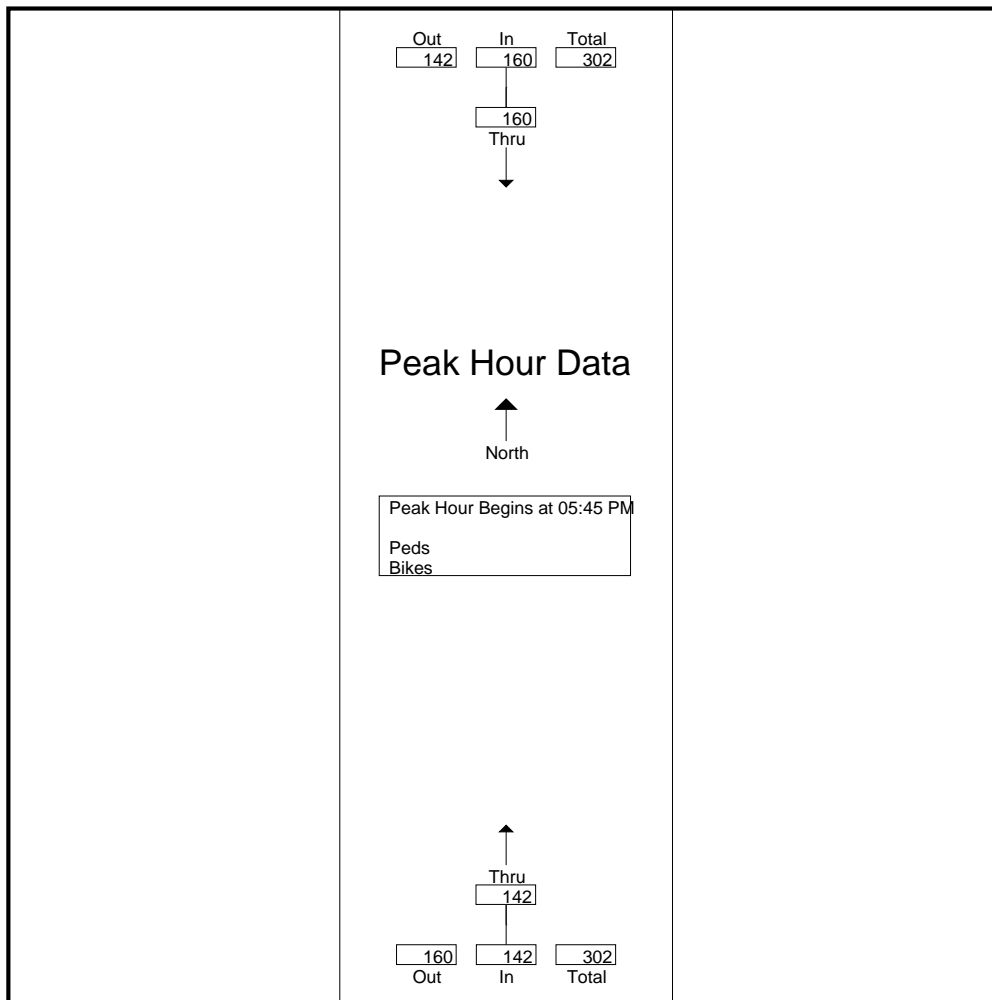 Out In Total
142 160 302
160
Thru
Peak Hour Data
North
Peak Hour Begins at 05:45 PM
Peds
Bikes
Thru
142
160 142 302
Out In Total